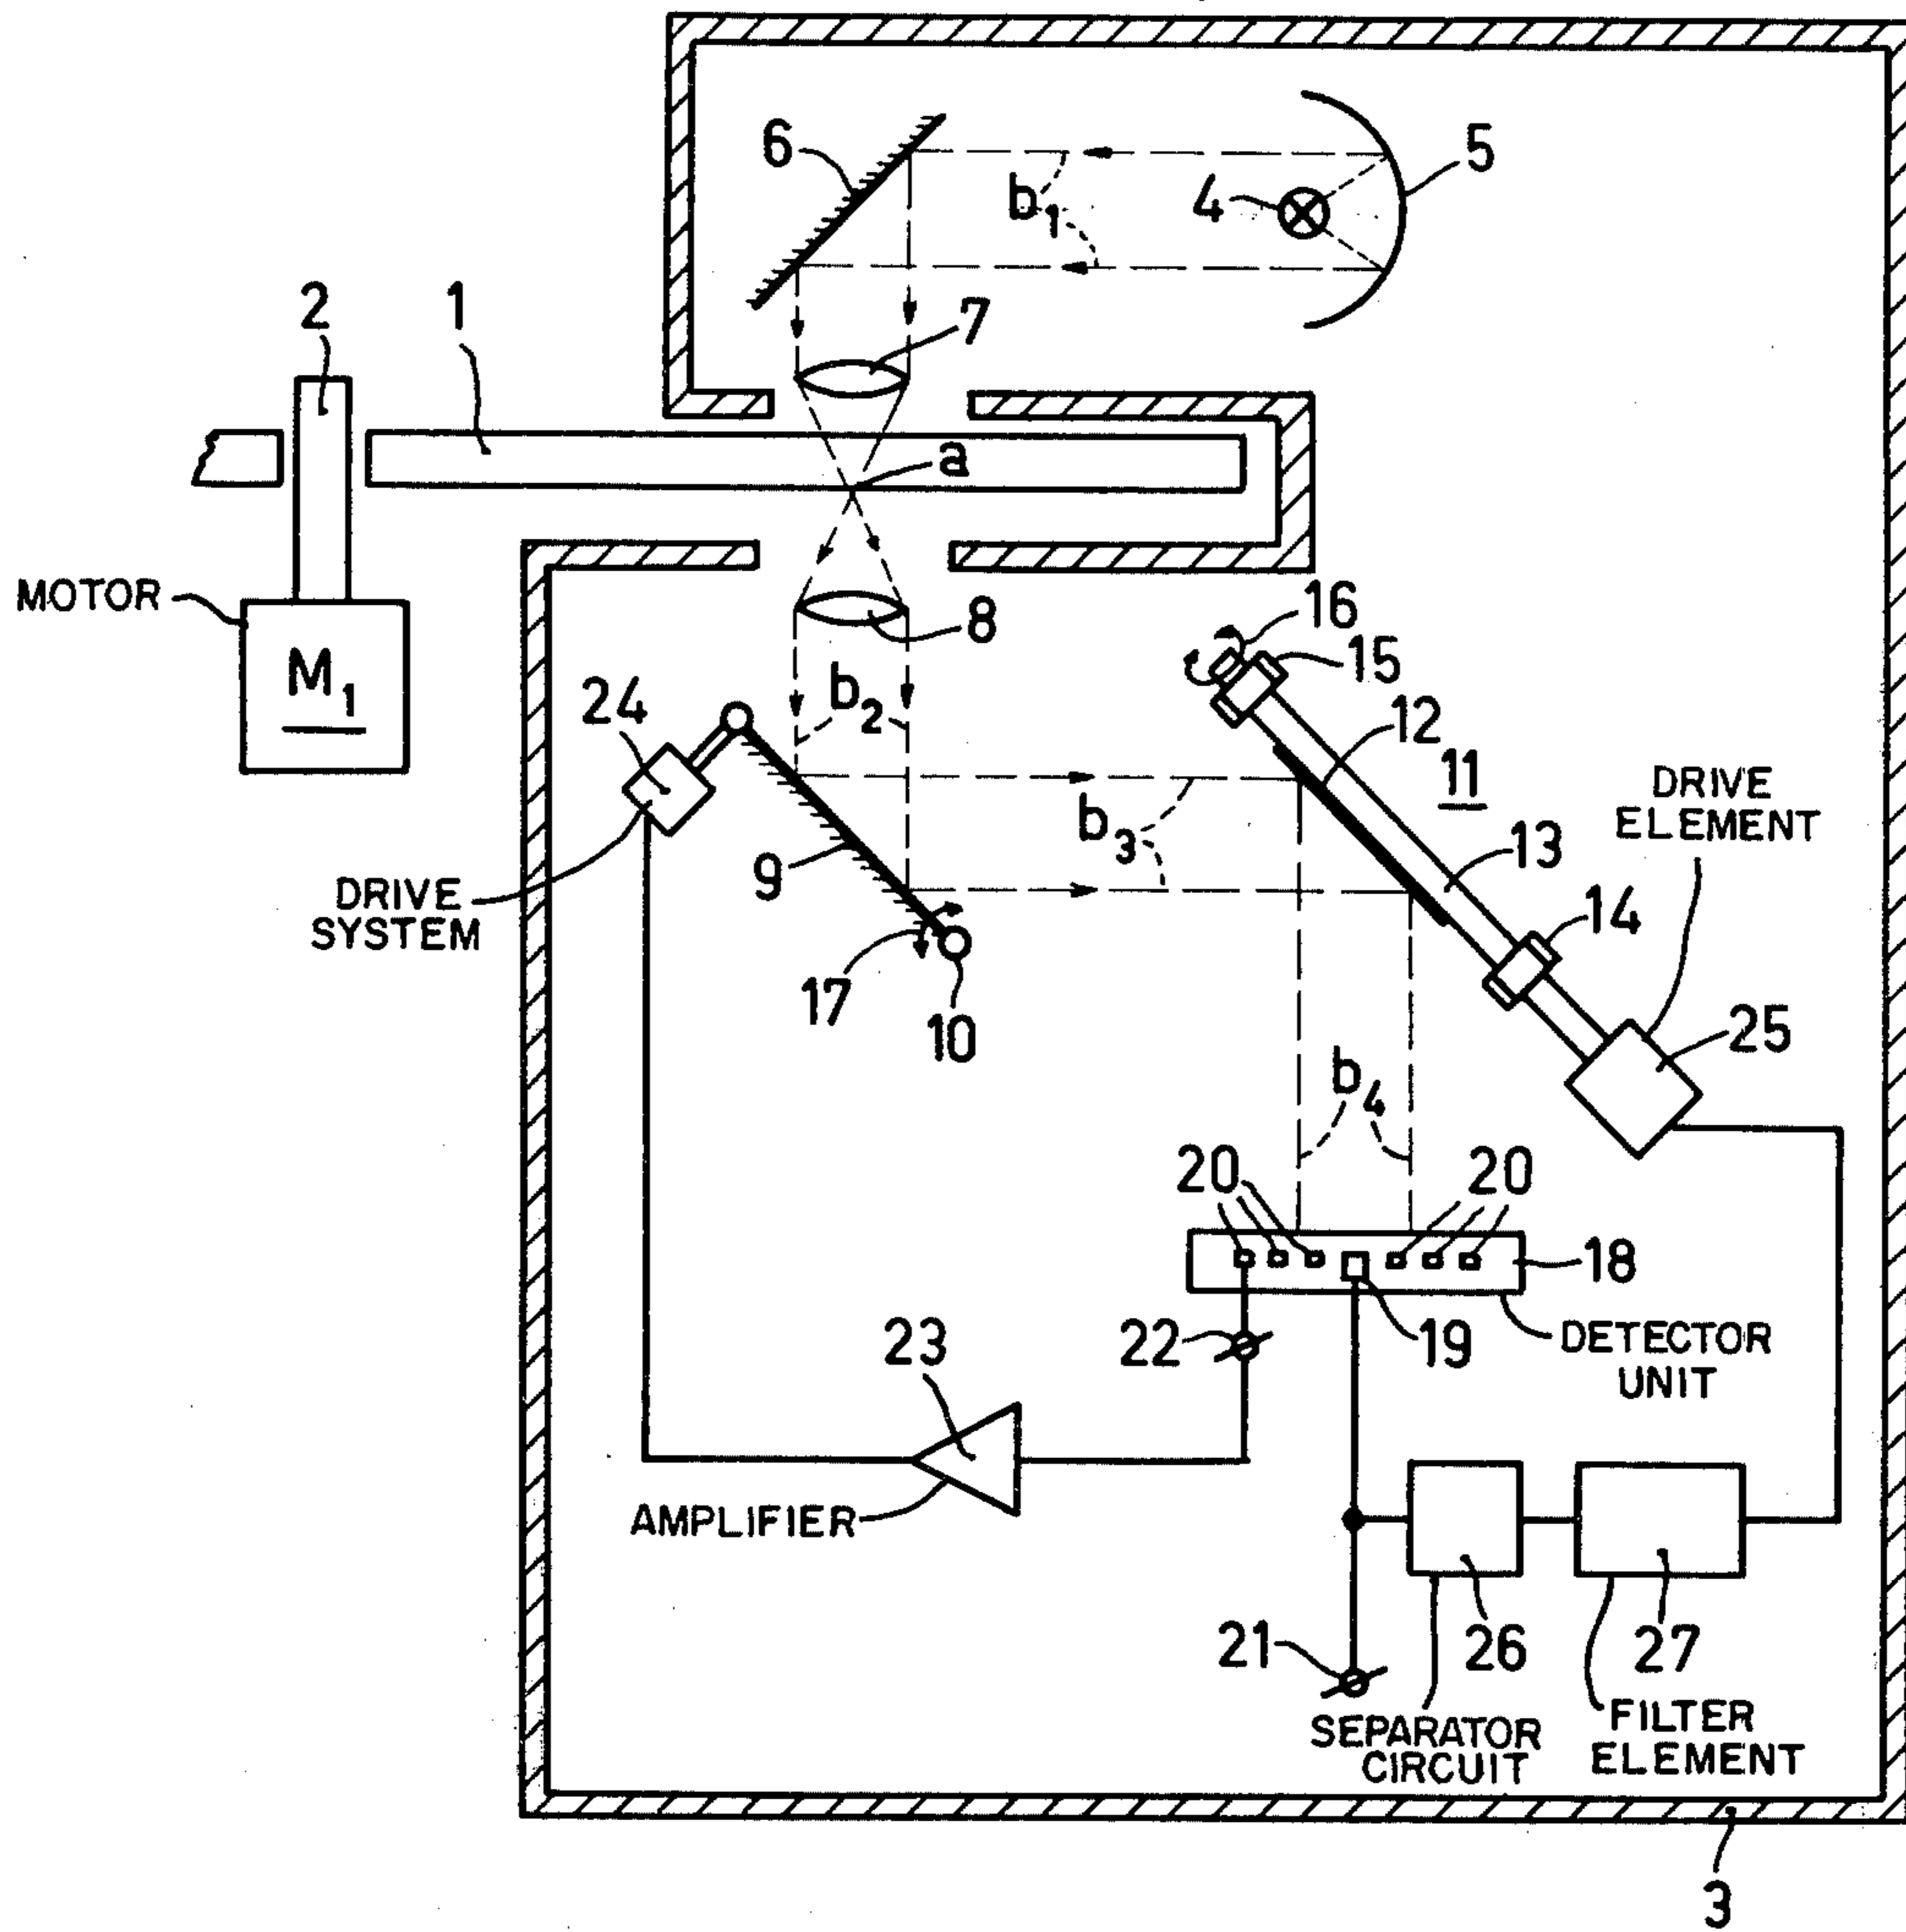 6
b1
4
5
2
1
7
a
MOTOR
M1
8
16
15
24
b2
12
11
DRIVE
ELEMENT
b3
9
13
DRIVE
SYSTEM
14
17
10
25
b4
20
20
18
22
19
DETECTOR
UNIT
23
AMPLIFIER
21
26
27
SEPARATOR
CIRCUIT
FILTER
ELEMENT
3